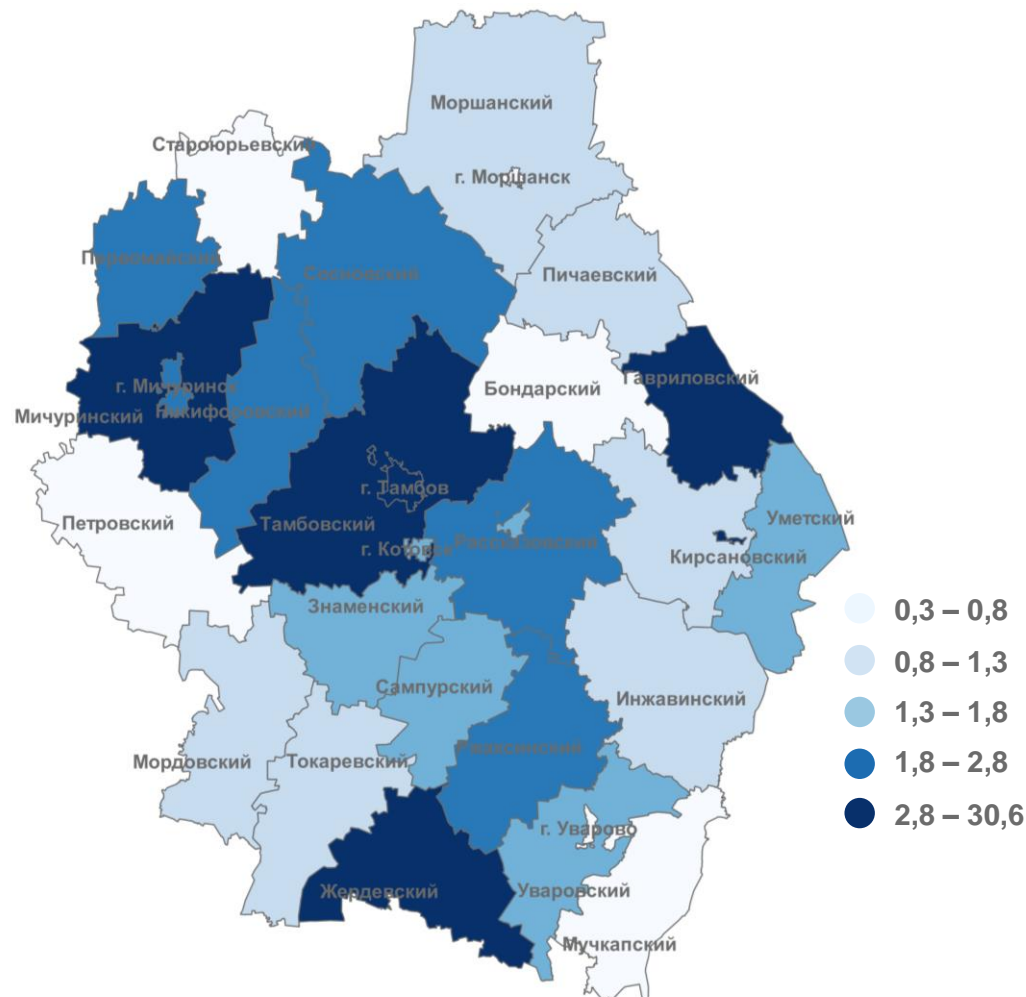 Моршанский
Староюрьевский
г. Моршанск
Первомайский
Сосновский
Пичаевский
Гавриловский
г. Мичуринск
Бондарский
Мичуринский
Никифоровский
г. Тамбов
Петровский
Тамбовский
Уметский
г. Котовск
Рассказовский
Кирсановский
Знаменский
0,3 – 0,8
0,8 – 1,3
Сампурский
Инжавинский
1,3 – 1,8
Ржаксинский
Мордовский
Токаревский
1,8 – 2,8
2,8 – 30,6
г. Уварово
Жердевский
Уваровский
Мучкапский